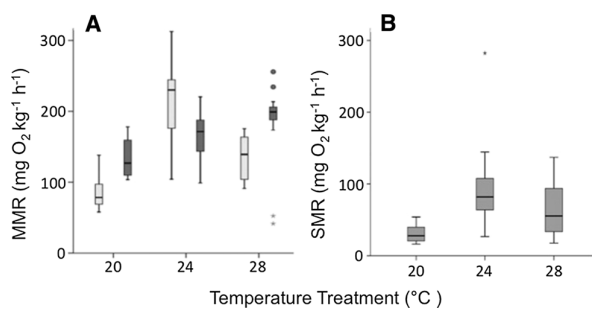 A
B
MMR (mg O2 kg-1 h-1)
300
200
100
0
20
24
28
SMR (mg O2 kg-1 h-1)
300
200
100
0
20
24
28
Temperature Treatment (°C )